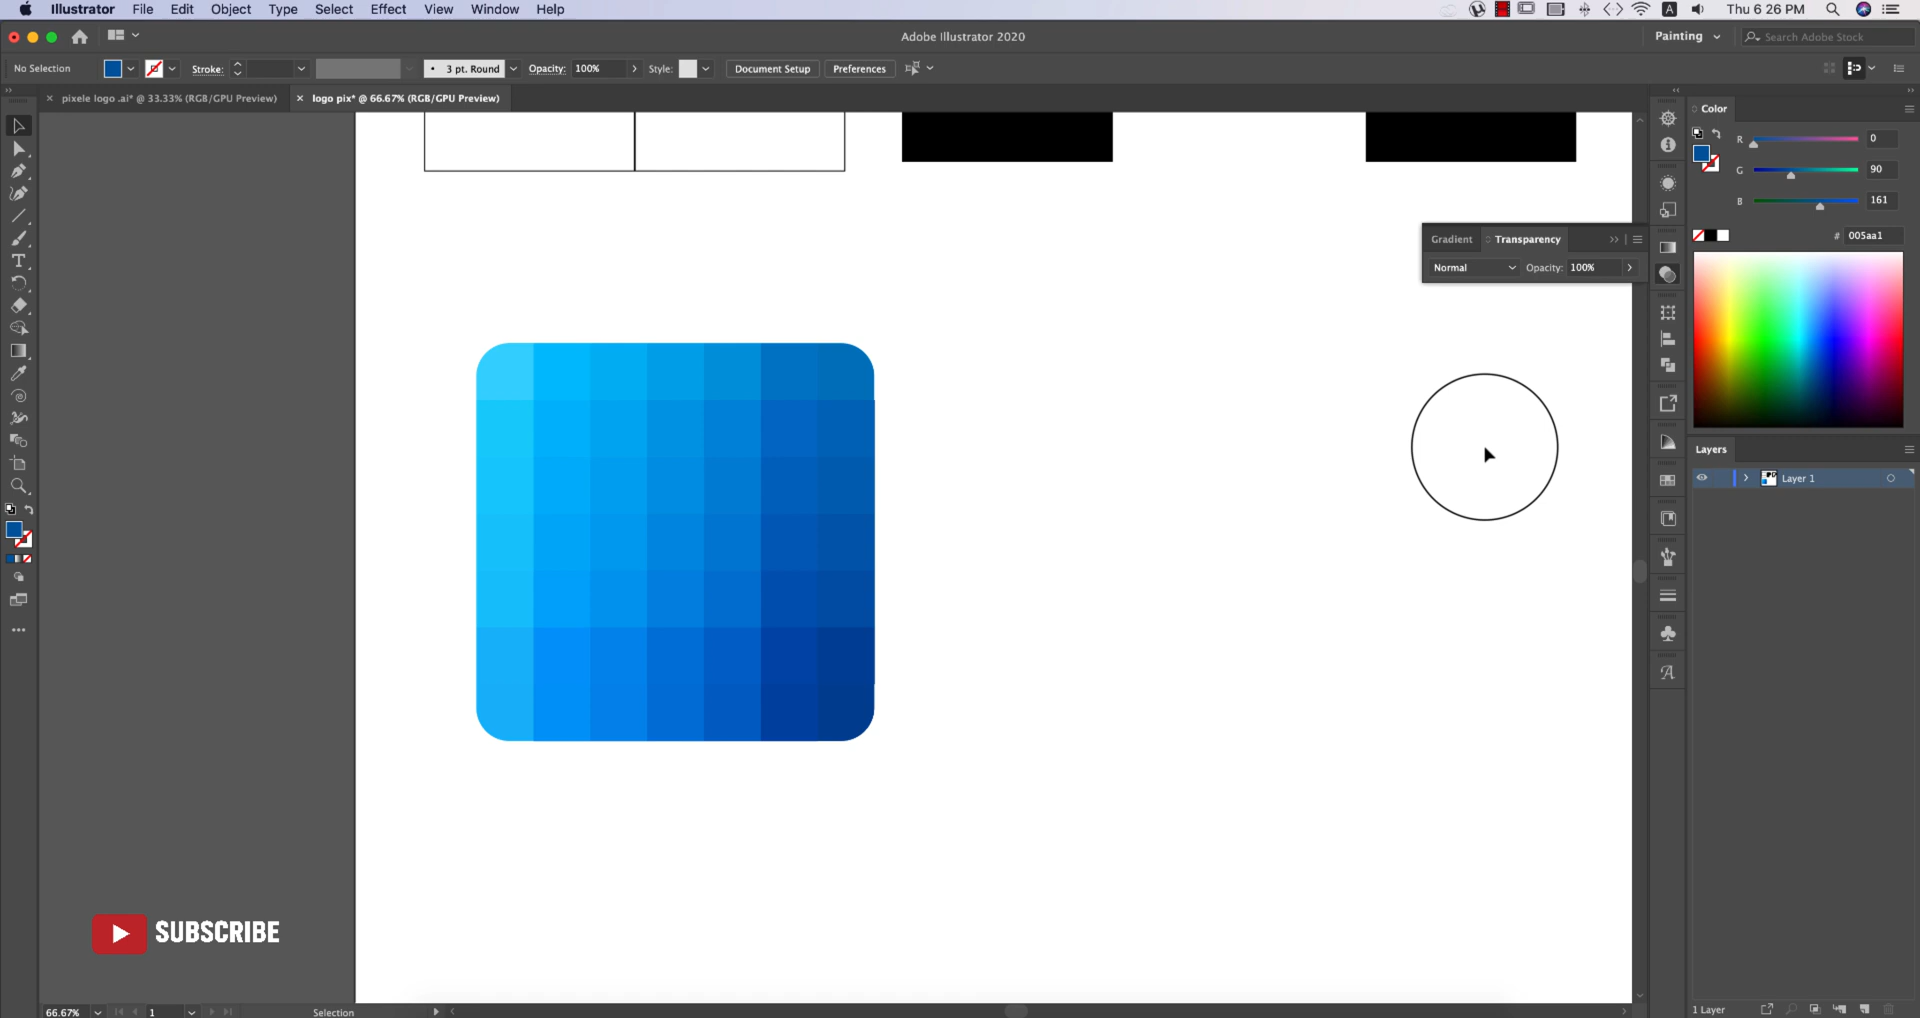 Illustrator File Edit Object Type Select Effect View Window Help
A Thu 6 26 PM
Adobe Illustrator 2020
Painting
Search Adobe Stock
No Selection
Stroke:
3 pt. Round
Opacity: 100%
Style:
Document Setup
Preferences
pixele logo .ai* @ 33.33% (RGB/GPU Preview)
logo pix* @ 66.67% (RGB/GPU Preview)
Color
R 0
G 90
B 161
# 005aa1
Gradient
Transparency
Normal
Opacity: 100%
Layers
Layer 1
SUBSCRIBE
66.67%
1
Selection
1 Layer